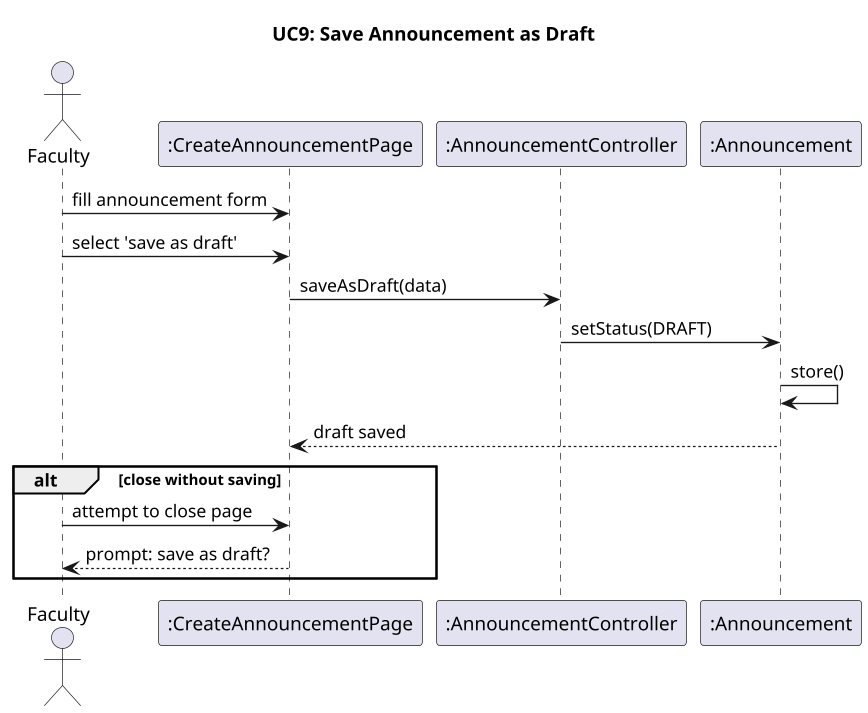 UC9: Save Announcement as Draft
Faculty
:CreateAnnouncementPage
:AnnouncementController
:Announcement
fill announcement form
select 'save as draft'
saveAsDraft(data)
setStatus(DRAFT)
store()
draft saved
alt [close without saving]
attempt to close page
prompt: save as draft?
Faculty
:CreateAnnouncementPage
:AnnouncementController
:Announcement